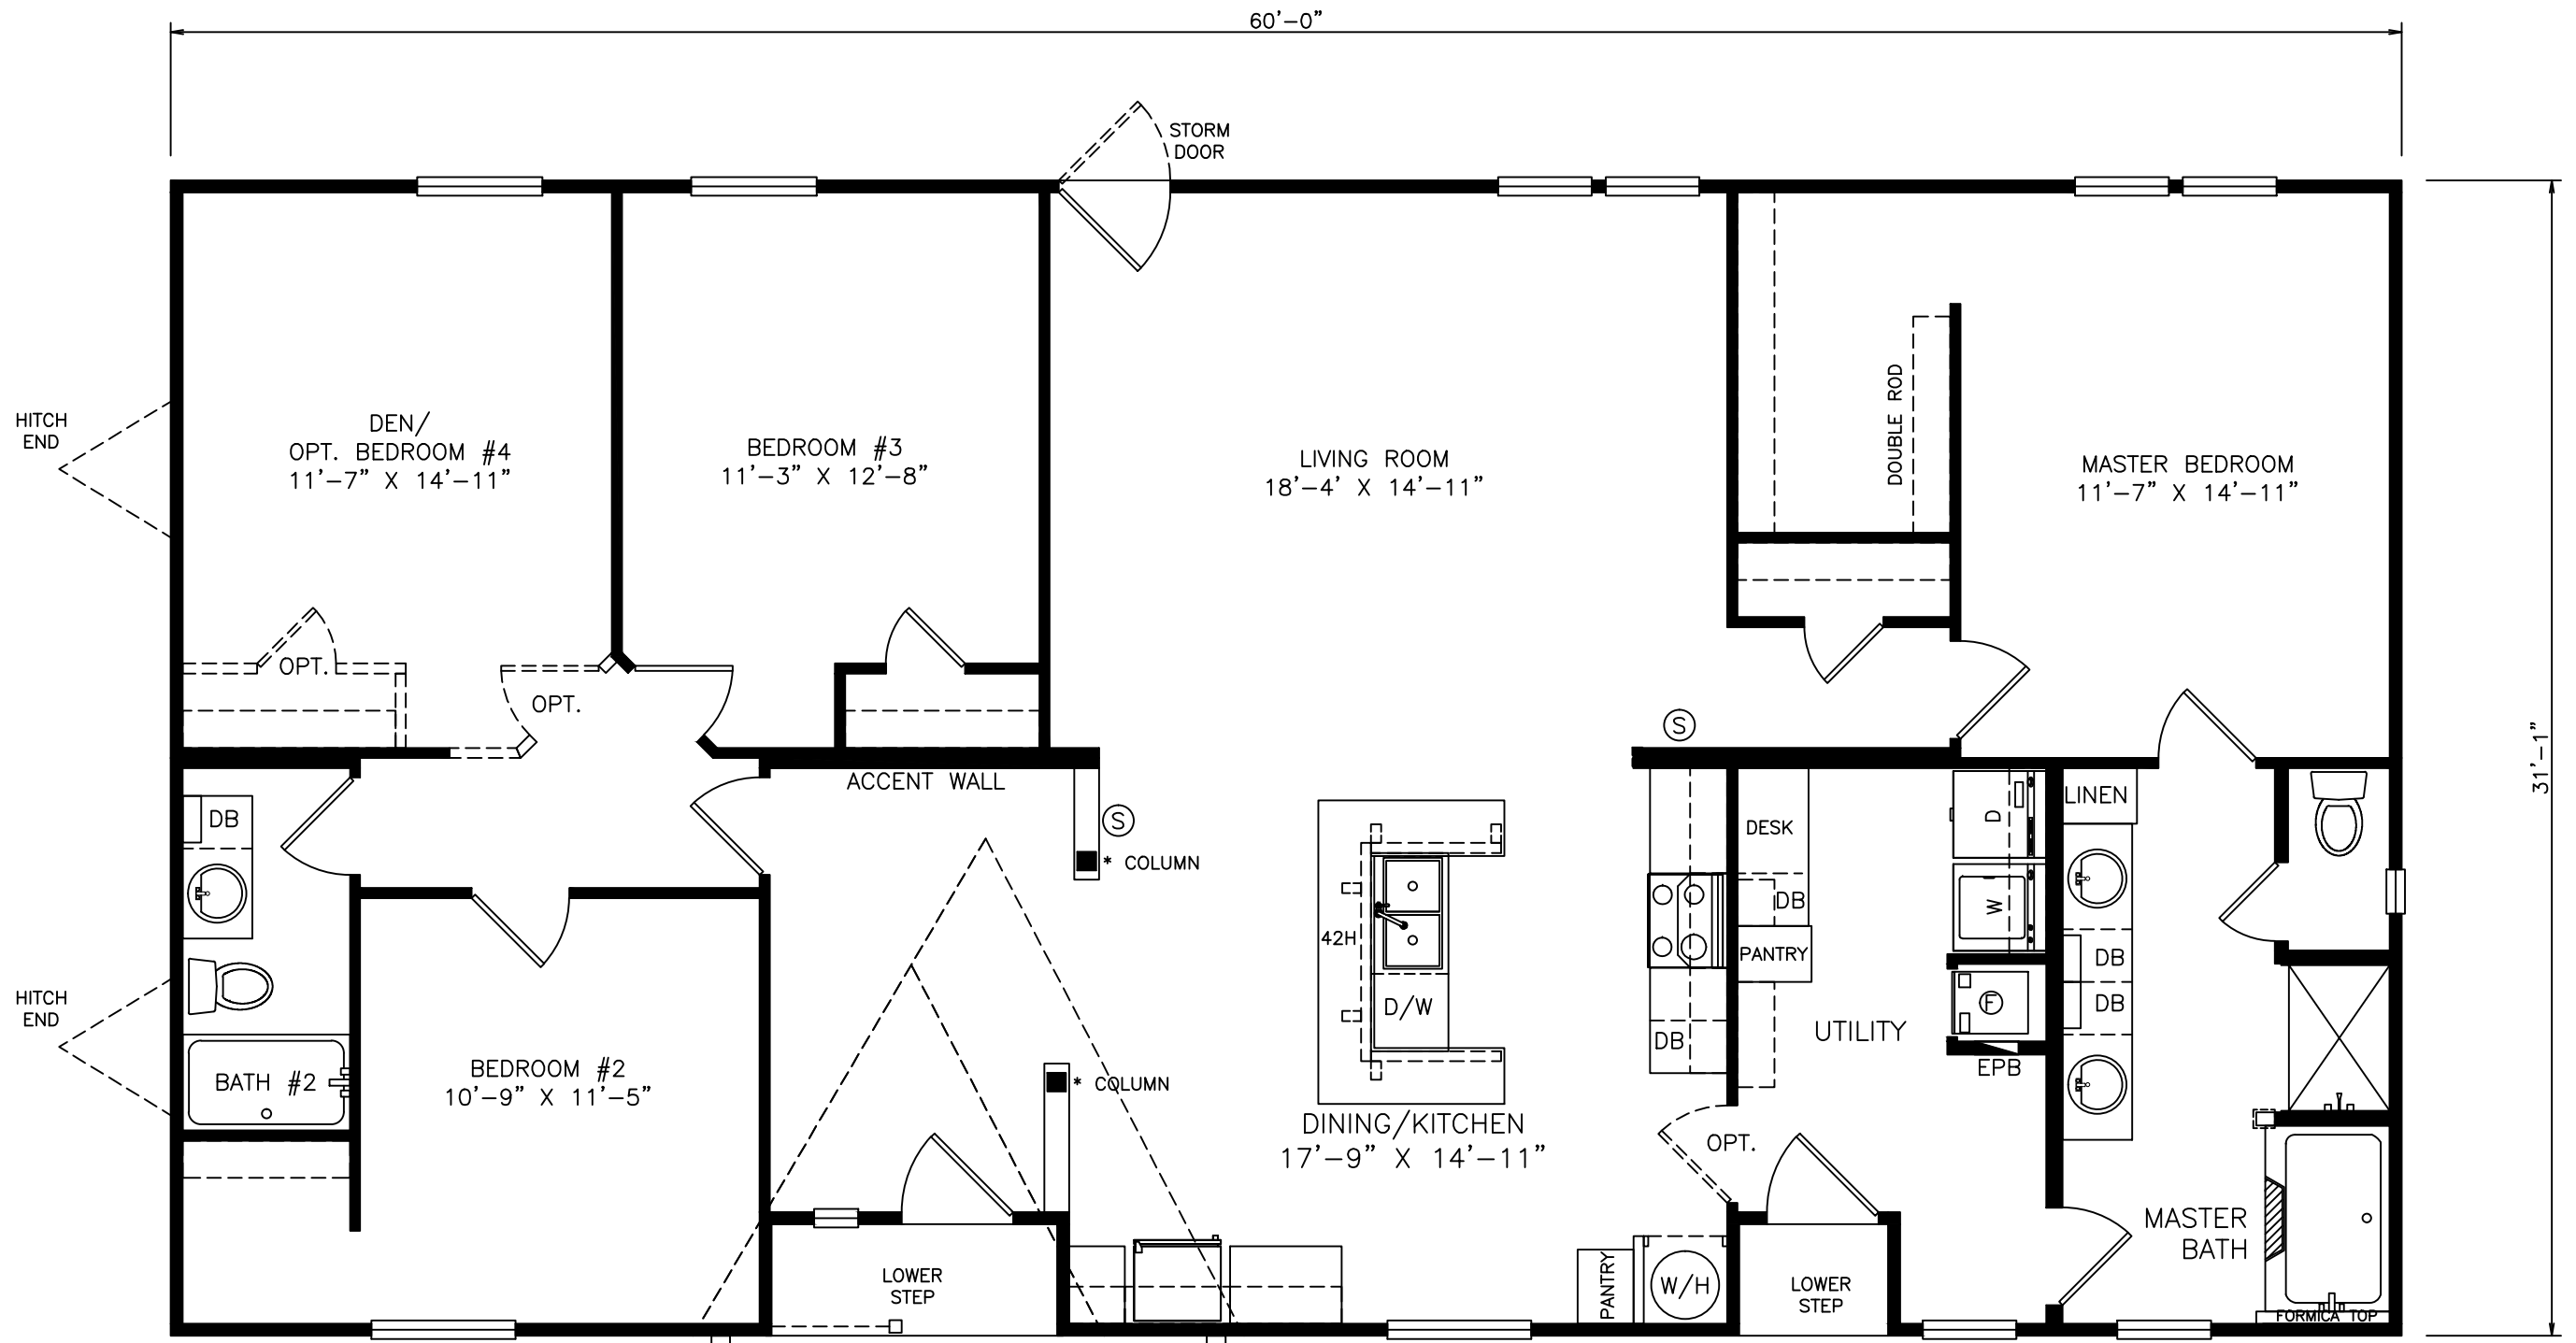 60'-0"
STORM
DOOR
HITCH
END
DEN/
OPT. BEDROOM #4
11'-7" X 14'-11"
BEDROOM #3
11'-3" X 12'-8"
LIVING ROOM
18'-4' X 14'-11"
DOUBLE ROD
MASTER BEDROOM
11'-7" X 14'-11"
OPT.
OPT.
S
31'-1"
ACCENT WALL
DB
S
* COLUMN
DESK
D
LINEN
DB
W
42H
PANTRY
DB
DB
D/W
F
HITCH
END
UTILITY
DB
EPB
BATH #2
BEDROOM #2
10'-9" X 11'-5"
* COLUMN
DINING/KITCHEN
17'-9" X 14'-11"
OPT.
MASTER
BATH
LOWER
STEP
PANTRY
W/H
LOWER
STEP
FORMICA TOP